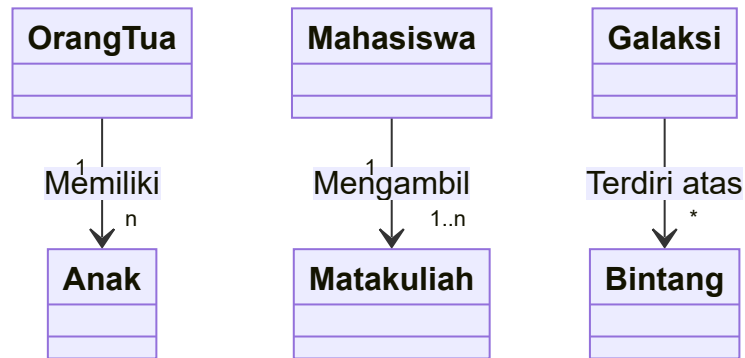 OrangTua
Mahasiswa
Galaksi
1
Memiliki
n
1
Mengambil
1..n
Terdiri atas
*
Anak
Matakuliah
Bintang